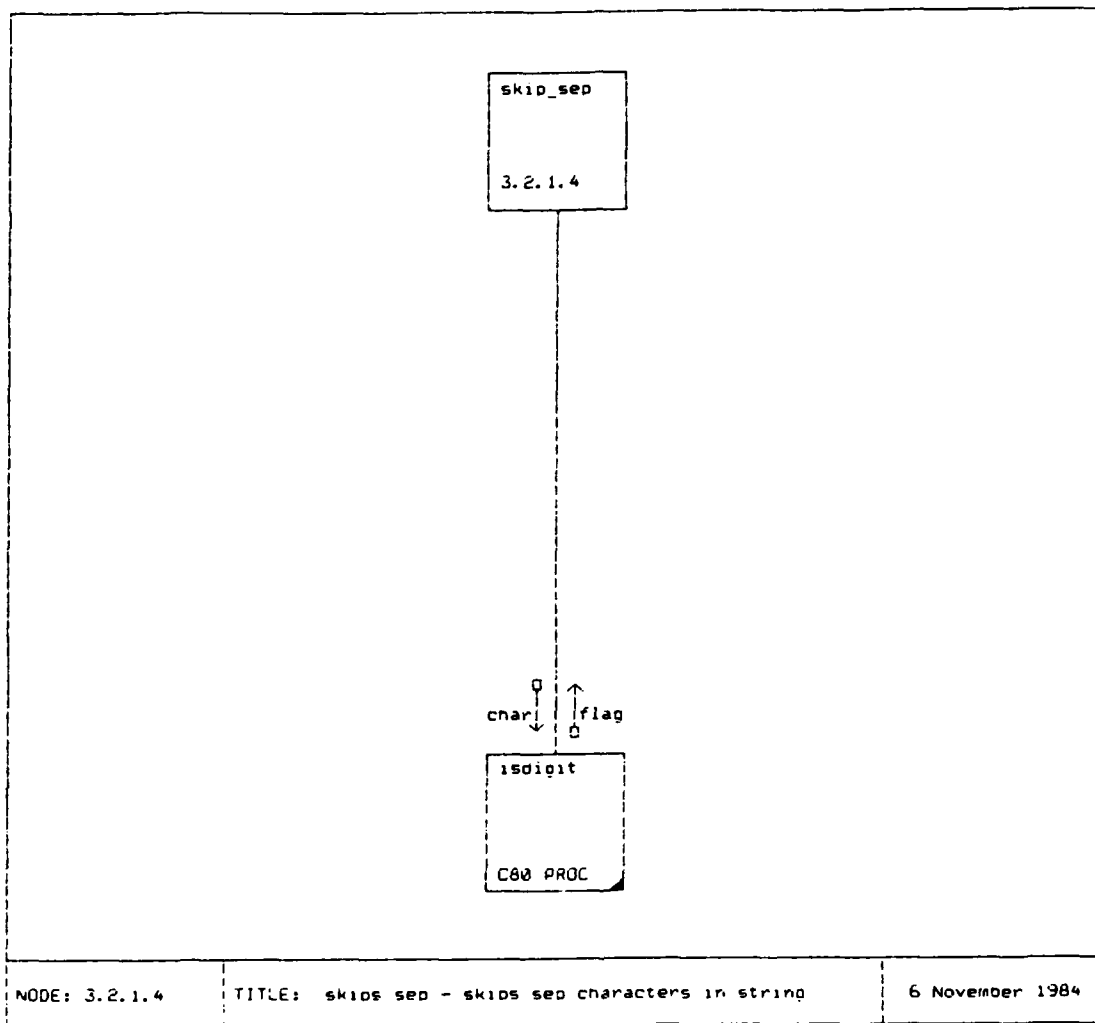 skip_sep
3.2.1.4
char
flag
isdigit
C80 PROC
NODE: 3.2.1.4
TITLE: skips sep - skips sep characters in string
6 November 1984